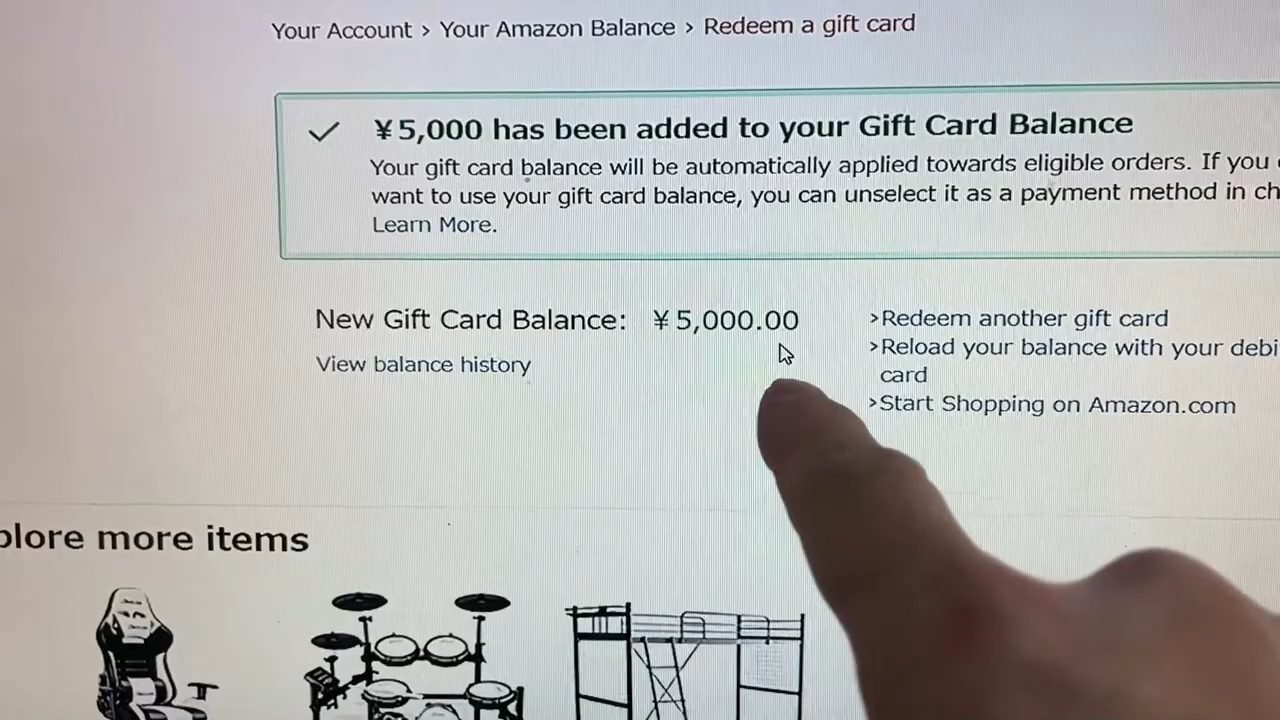 Your Account > Your Amazon Balance > Redeem a gift card
¥5,000 has been added to your Gift Card Balance
Your gift card balance will be automatically applied towards eligible orders. If you
want to use your gift card balance, you can unselect it as a payment method in ch
Learn More.
New Gift Card Balance: ¥5,000.00
View balance history
>Redeem another gift card
>Reload your balance with your debi
card
>Start Shopping on Amazon.com
plore more items